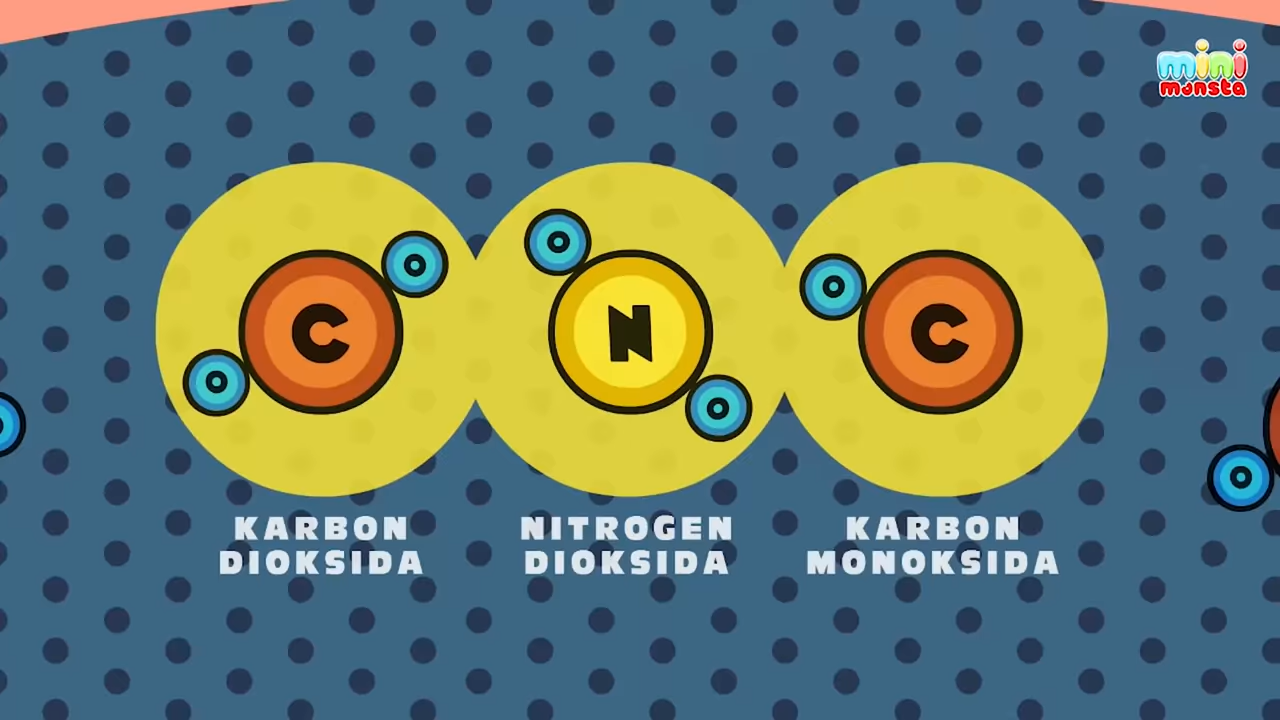 mini
monsta
O
C
O
O
N
O
O
C
O
KARBON
DIOKSIDA
NITROGEN
DIOKSIDA
KARBON
MONOKSIDA